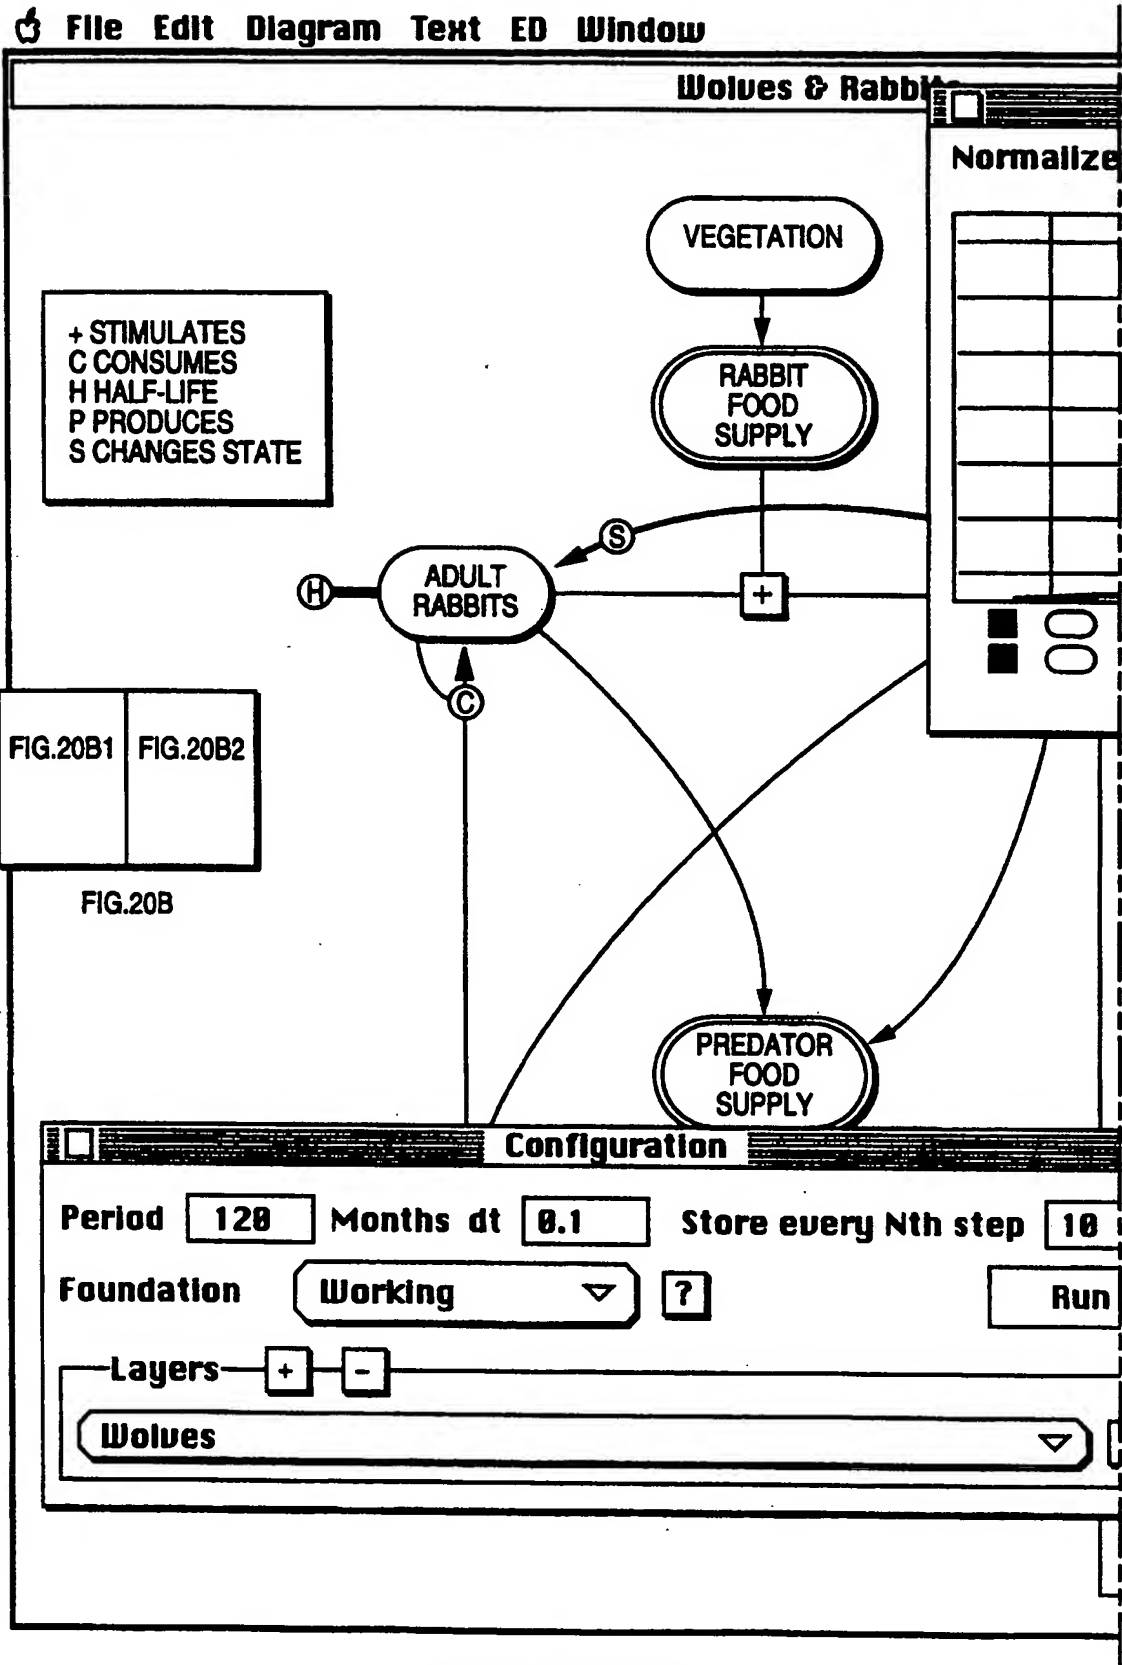 File Edit Diagram Text ED Window
Wolves & Rabbits
Normalize
VEGETATION
+ STIMULATES
C CONSUMES
H HALF-LIFE
P PRODUCES
S CHANGES STATE
RABBIT
FOOD
SUPPLY
S
H
ADULT
RABBITS
+
C
FIG.20B1 FIG.20B2
FIG.20B
PREDATOR
FOOD
SUPPLY
Configuration
Period 120 Months dt 0.1 Store every Nth step 10
Foundation Working ? Run
Layers + -
Wolves